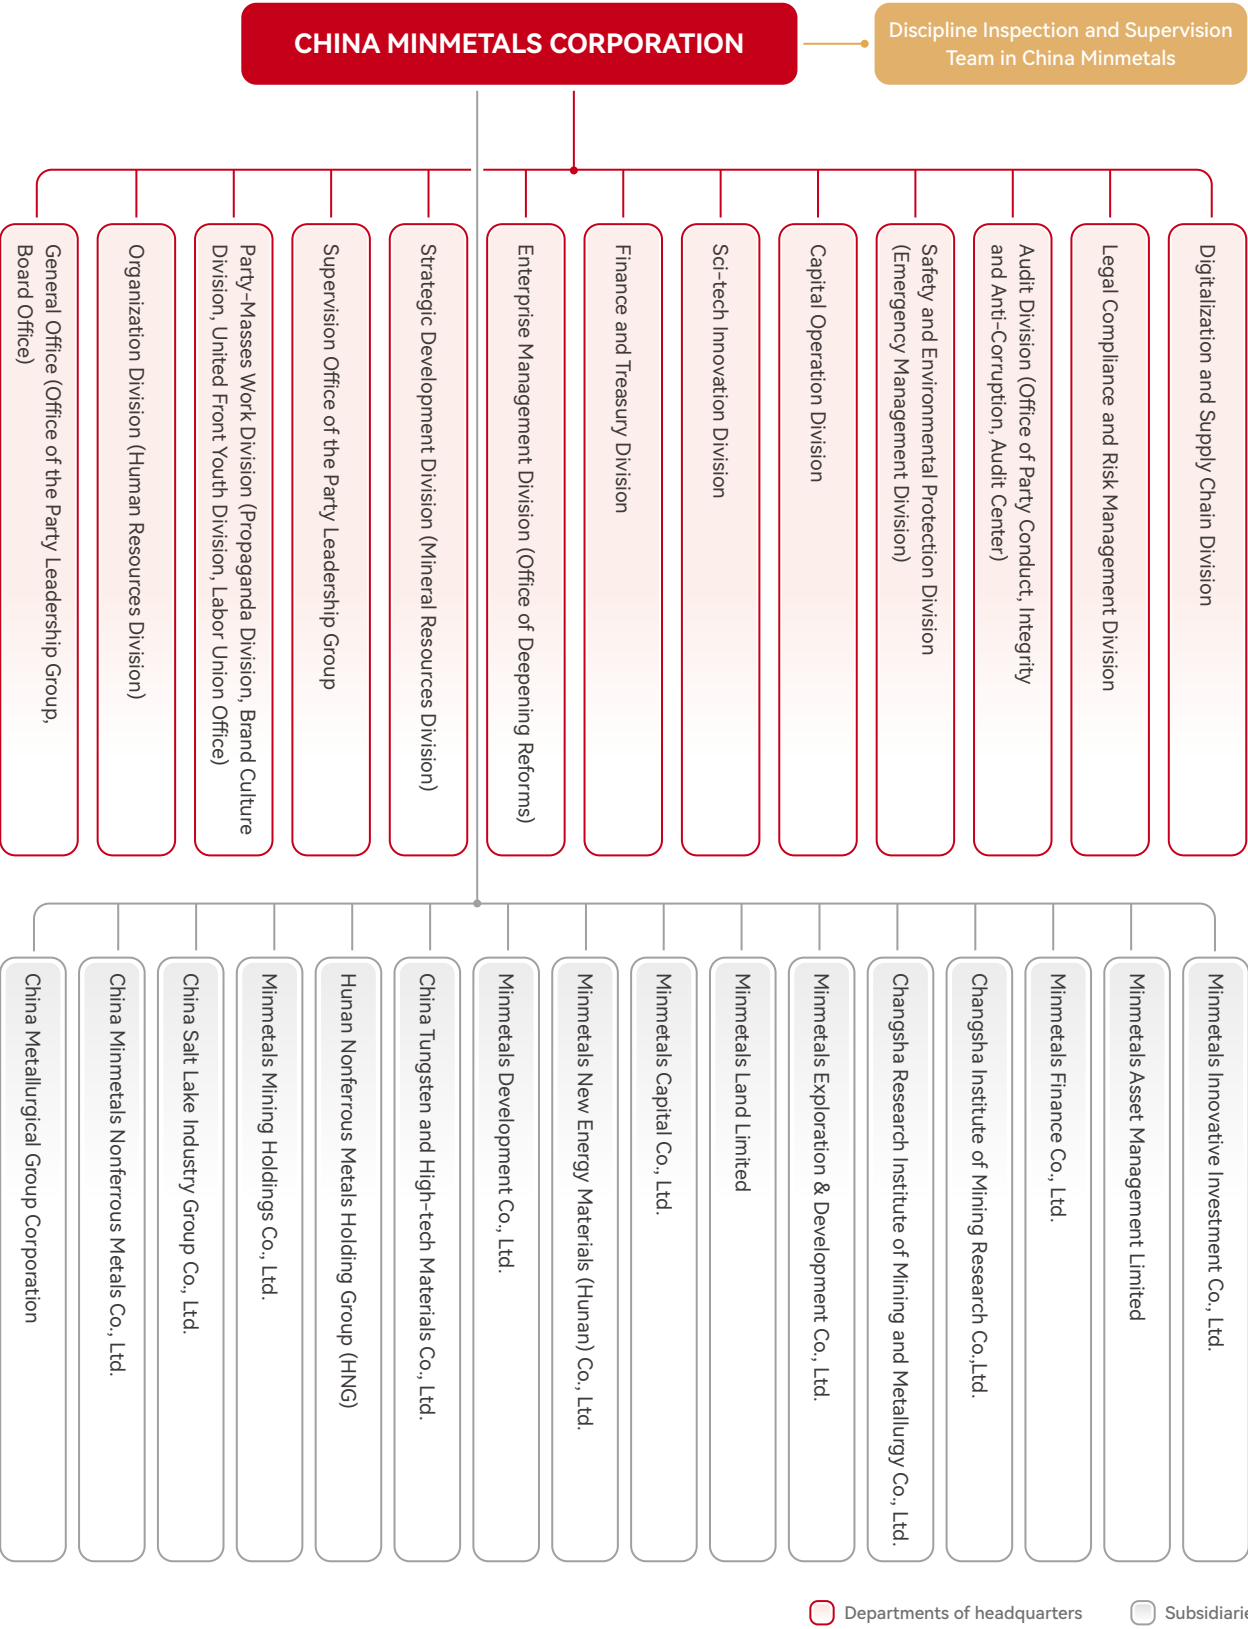 CHINA MINMETALS CORPORATION
Discipline Inspection and Supervision
Team in China Minmetals
General Office (Office of the Party Leadership Group,
Board Office)
Organization Division (Human Resources Division)
Party-Masses Work Division (Propaganda Division, Brand Culture
Division, United Front Youth Division, Labor Union Office)
Supervision Office of the Party Leadership Group
Strategic Development Division (Mineral Resources Division)
Enterprise Management Division (Office of Deepening Reforms)
Finance and Treasury Division
Sci-tech Innovation Division
Capital Operation Division
Safety and Environmental Protection Division
(Emergency Management Division)
Audit Division (Office of Party Conduct, Integrity
and Anti-Corruption, Audit Center)
Legal Compliance and Risk Management Division
Digitalization and Supply Chain Division
China Metallurgical Group Corporation
China Minmetals Nonferrous Metals Co., Ltd.
China Salt Lake Industry Group Co., Ltd.
Minmetals Mining Holdings Co., Ltd.
Hunan Nonferrous Metals Holding Group (HNG)
China Tungsten and High-tech Materials Co., Ltd.
Minmetals Development Co., Ltd.
Minmetals New Energy Materials (Hunan) Co., Ltd.
Minmetals Capital Co., Ltd.
Minmetals Land Limited
Minmetals Exploration & Development Co., Ltd.
Changsha Research Institute of Mining and Metallurgy Co., Ltd.
Changsha Institute of Mining Research Co.,Ltd.
Minmetals Finance Co., Ltd.
Minmetals Asset Management Limited
Minmetals Innovative Investment Co., Ltd.
Departments of headquarters
Subsidiarie